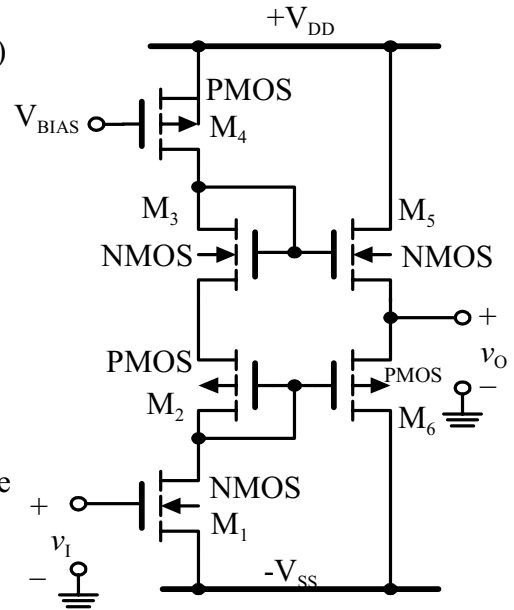 +V_DD
)
PMOS
V_BIAS
M_4
M_3
M_5
NMOS
NMOS
+
PMOS
PMOS
v_O
−
M_2
M_6
e
NMOS
+
M_1
v_I
-V_SS
−